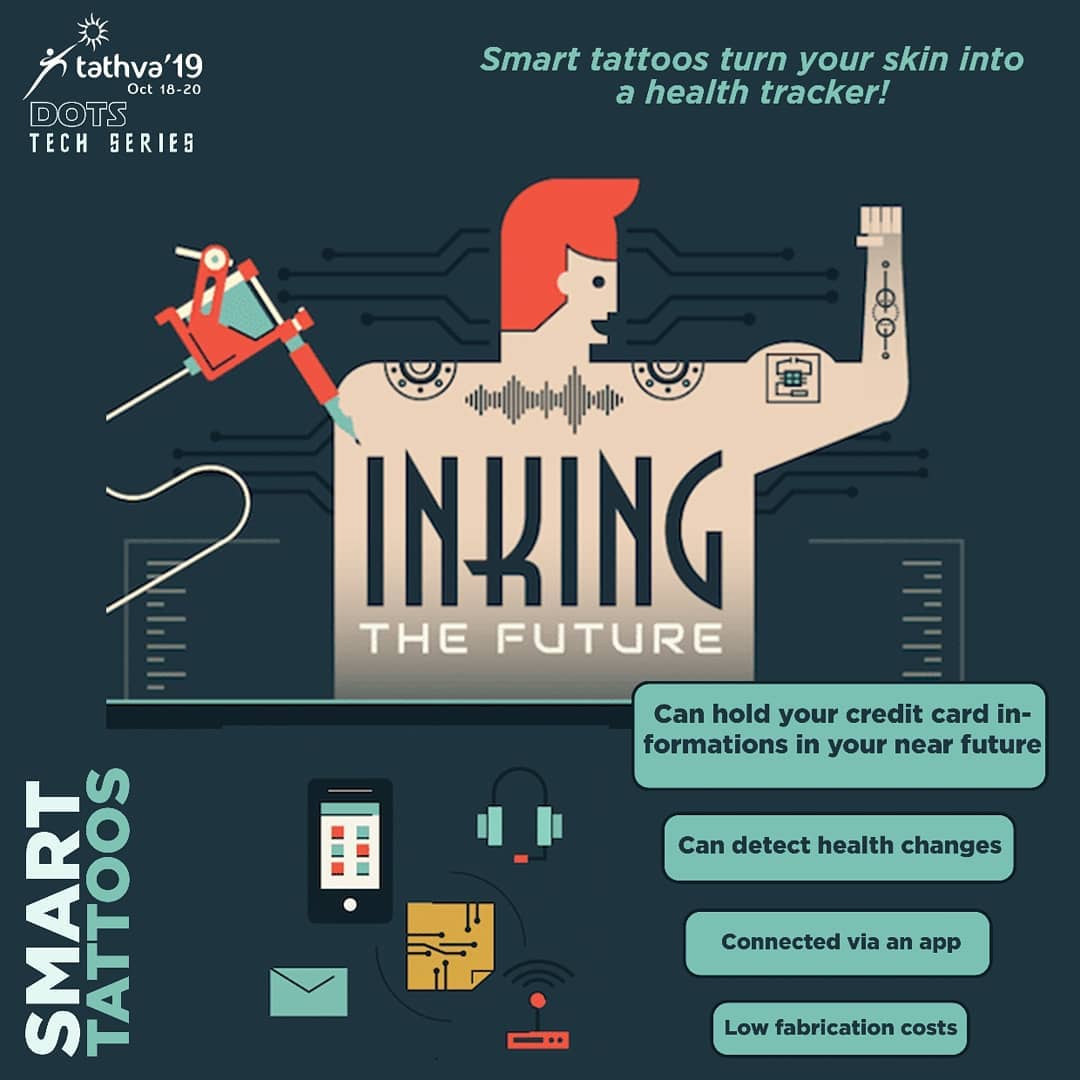 tathva'19
Oct 18-20
DOTS
TECH SERIES
Smart tattoos turn your skin into
a health tracker!
INKING
THE FUTURE
Can hold your credit card in-
formations in your near future
Can detect health changes
Connected via an app
Low fabrication costs
SMART
TATTOOS